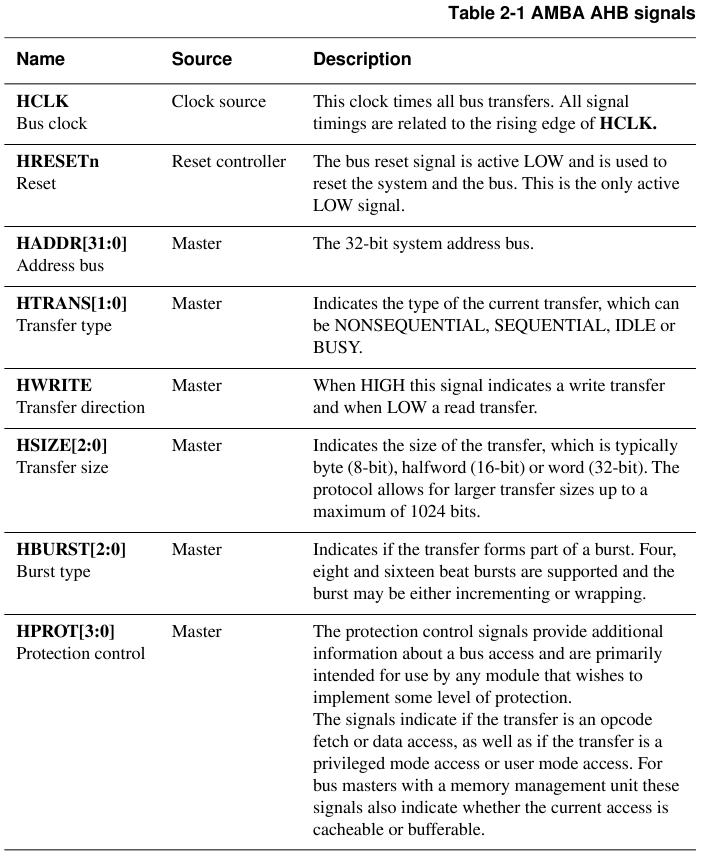 Table 2-1 AMBA AHB signals
Name Source Description
HCLK Clock source This clock times all bus transfers. All signal
Bus clock timings are related to the rising edge of HCLK.
HRESETn Reset controller The bus reset signal is active LOW and is used to
Reset reset the system and the bus. This is the only active
LOW signal.
HADDR[31:0] Master The 32-bit system address bus.
Address bus
HTRANS[1:0] Master Indicates the type of the current transfer, which can
Transfer type be NONSEQUENTIAL, SEQUENTIAL, IDLE or
BUSY.
HWRITE Master When HIGH this signal indicates a write transfer
Transfer direction and when LOW a read transfer.
HSIZE[2:0] Master Indicates the size of the transfer, which is typically
Transfer size byte (8-bit), halfword (16-bit) or word (32-bit). The
protocol allows for larger transfer sizes up to a
maximum of 1024 bits.
HBURST[2:0] Master Indicates if the transfer forms part of a burst. Four,
Burst type eight and sixteen beat bursts are supported and the
burst may be either incrementing or wrapping.
HPROT[3:0] Master The protection control signals provide additional
Protection control information about a bus access and are primarily
intended for use by any module that wishes to
implement some level of protection.
The signals indicate if the transfer is an opcode
fetch or data access, as well as if the transfer is a
privileged mode access or user mode access. For
bus masters with a memory management unit these
signals also indicate whether the current access is
cacheable or bufferable.